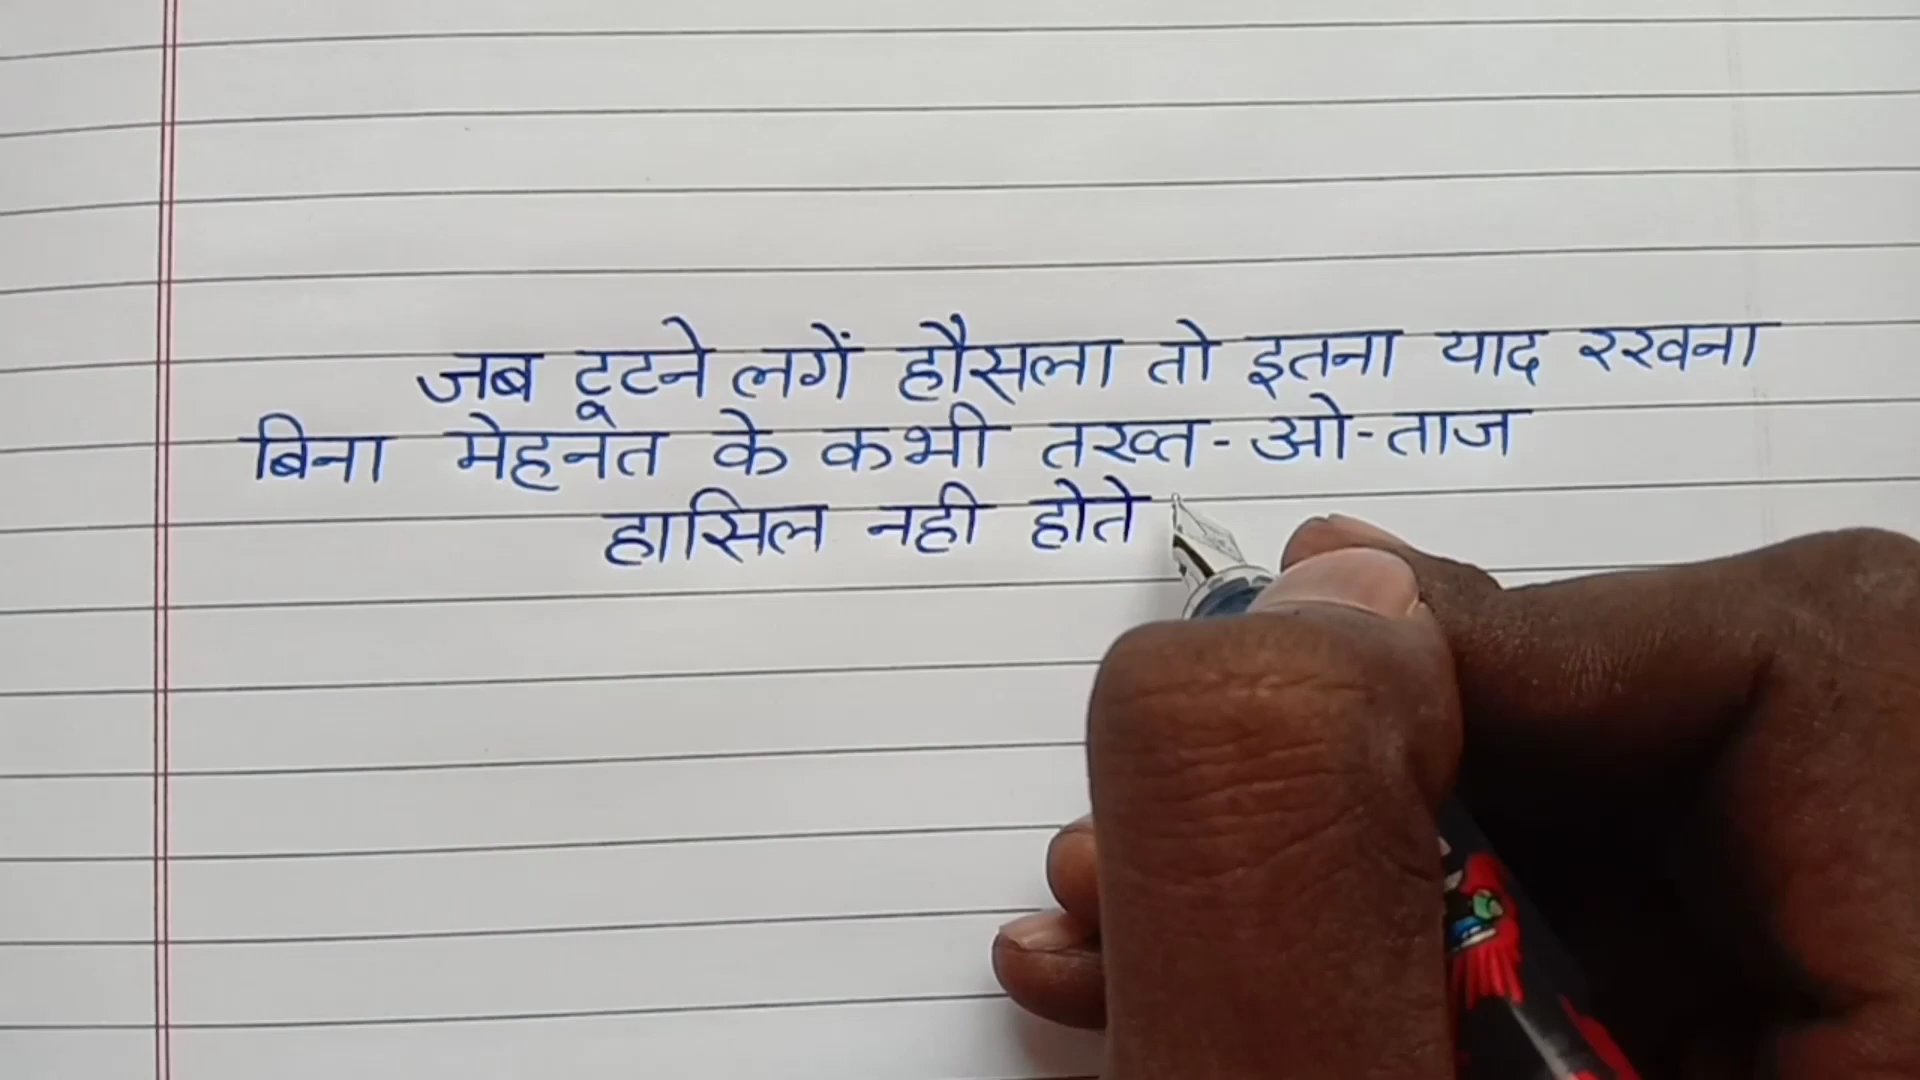 जब टूटने लगें हौसला तो इतना याद रखना
बिना मेहनत के कभी तख्त-ओ-ताज
हासिल नही होते